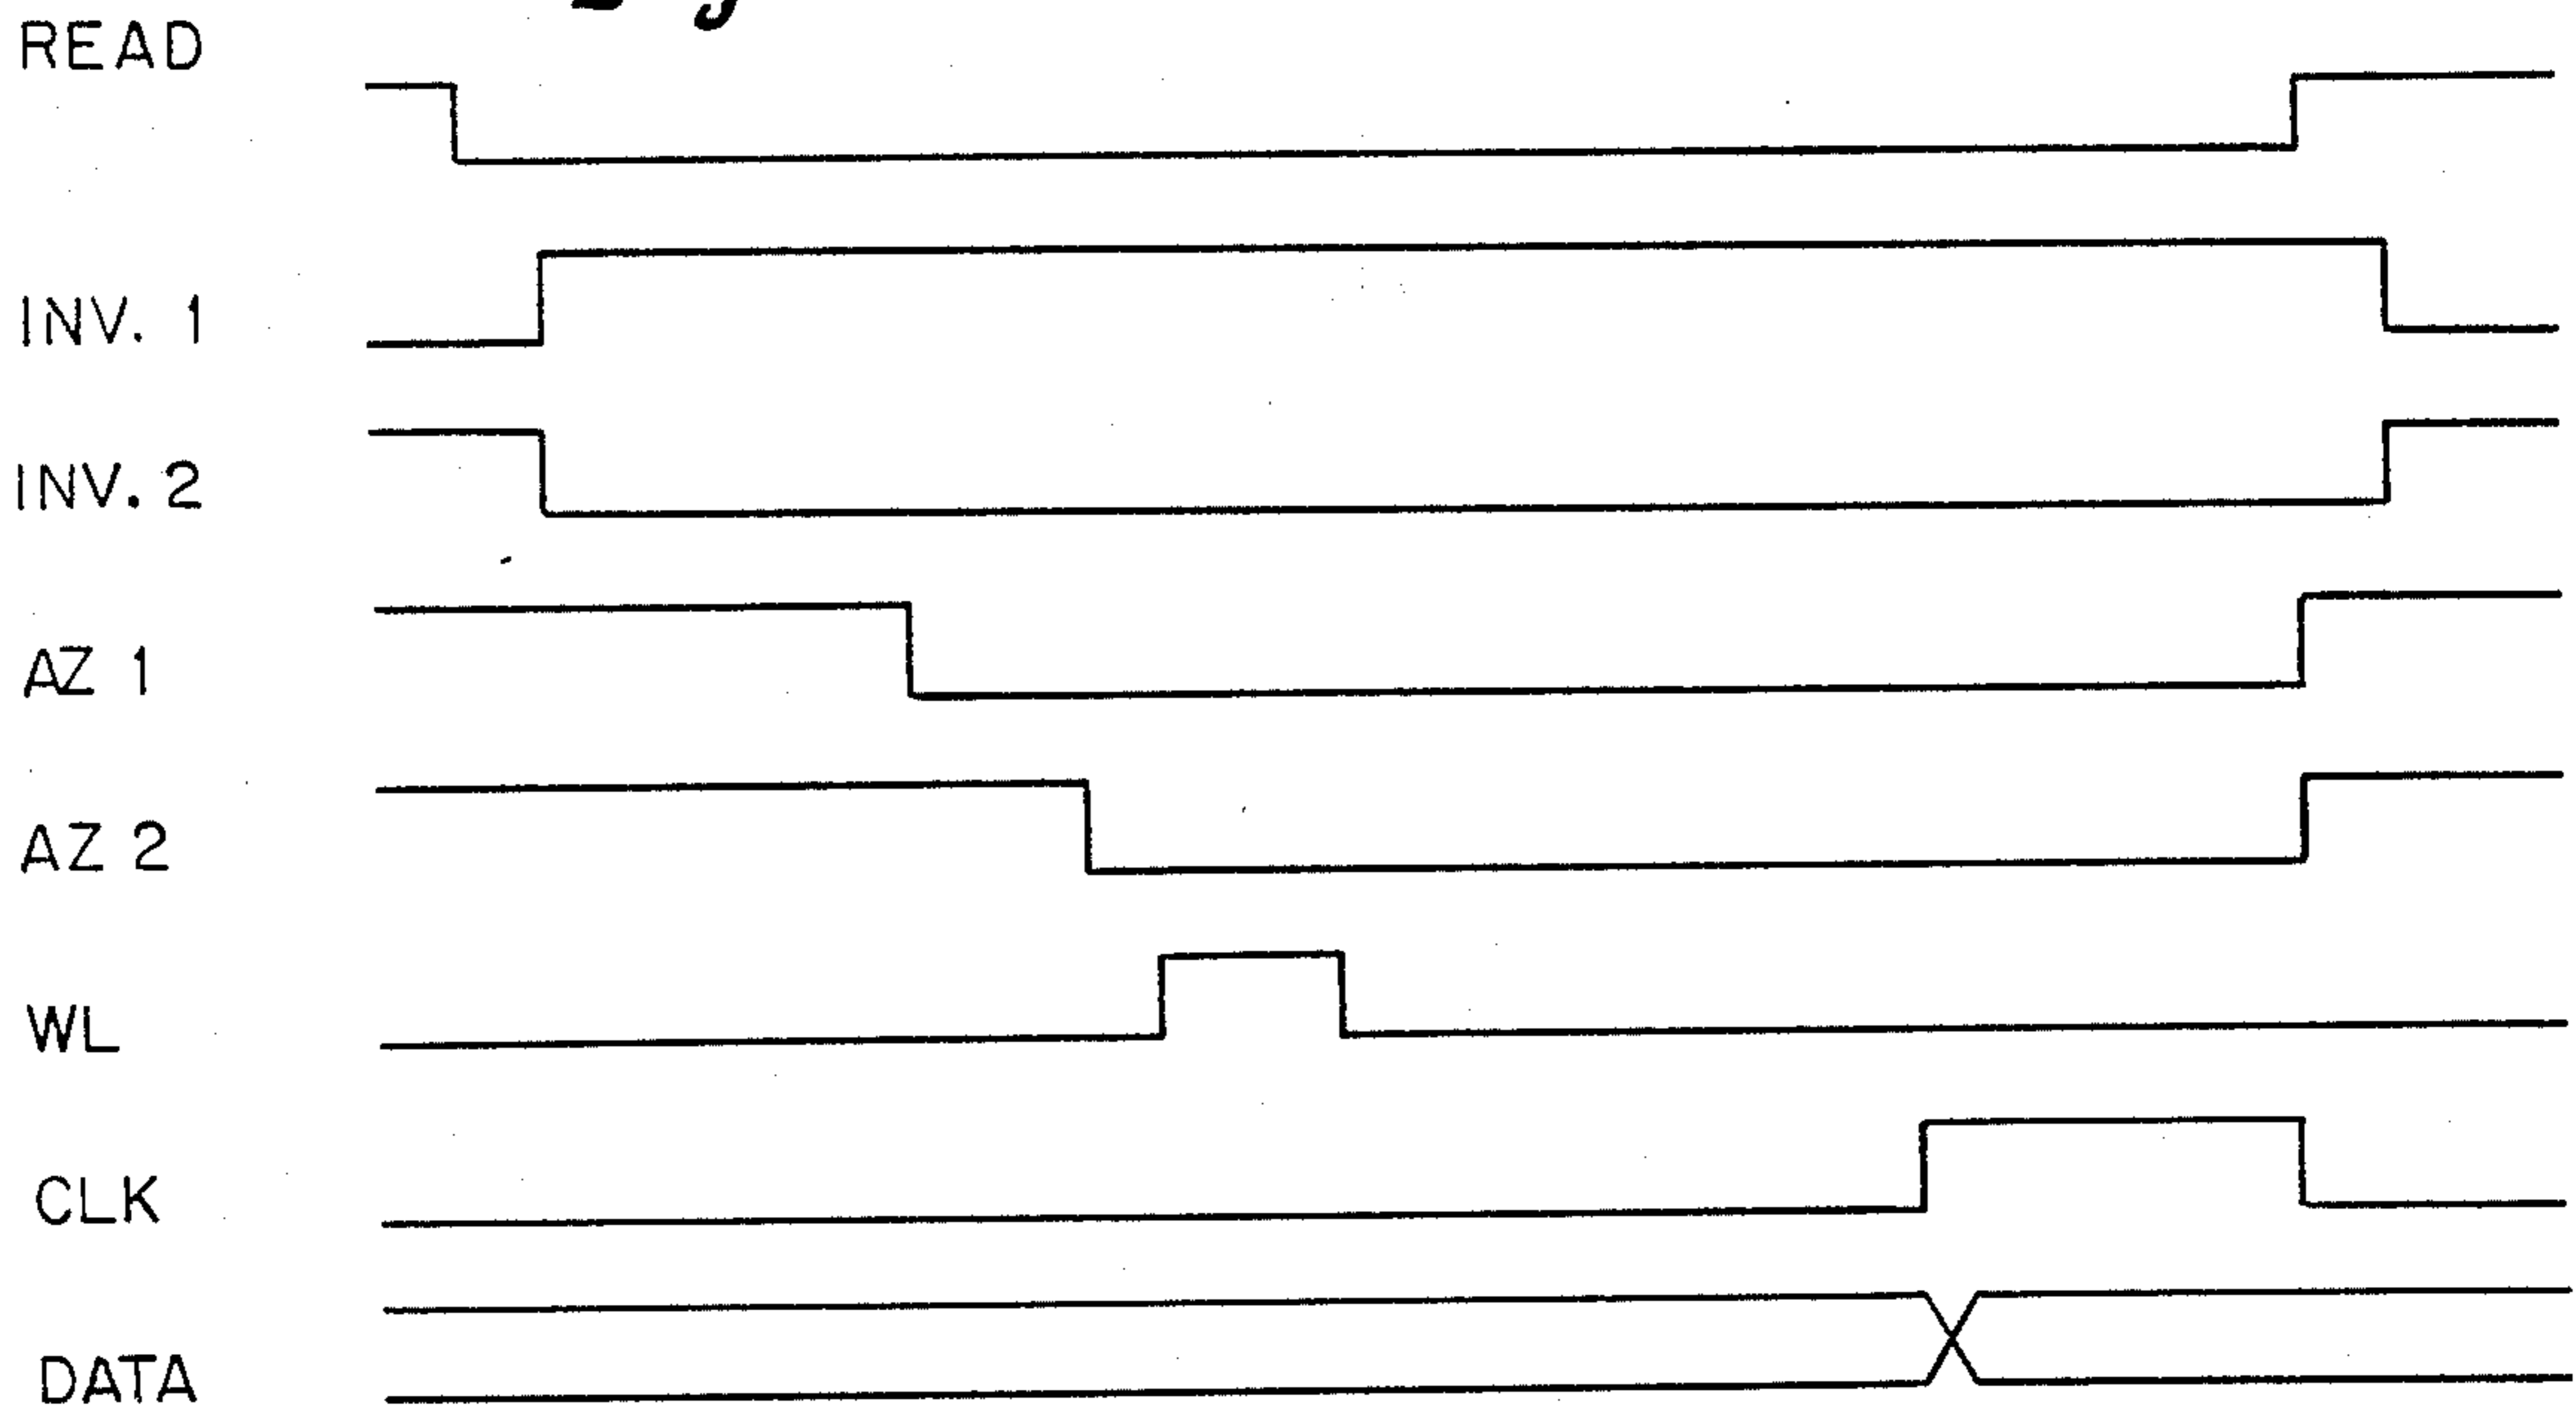 READ
INV. 1
INV. 2
AZ 1
AZ 2
WL
CLK
DATA